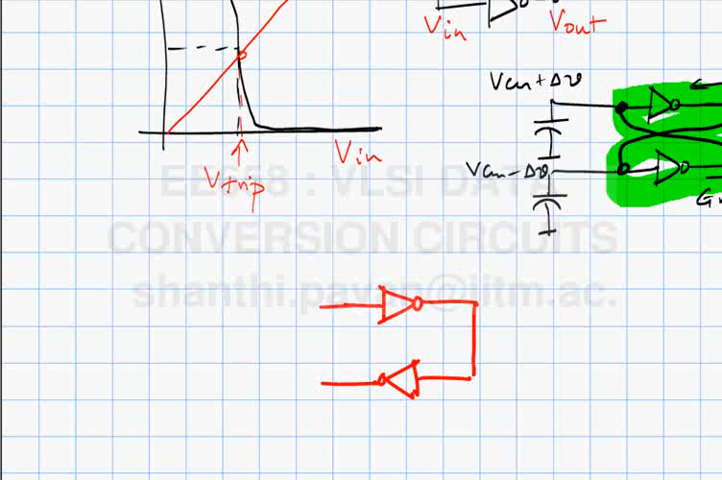 Vin
Vout
Vcm + Δv
Vin
Vcm - Δv
Vtrip
EE658 : VLSI DATA
CONVERSION CIRCUITS
shanthi.pavan@iitm.ac.